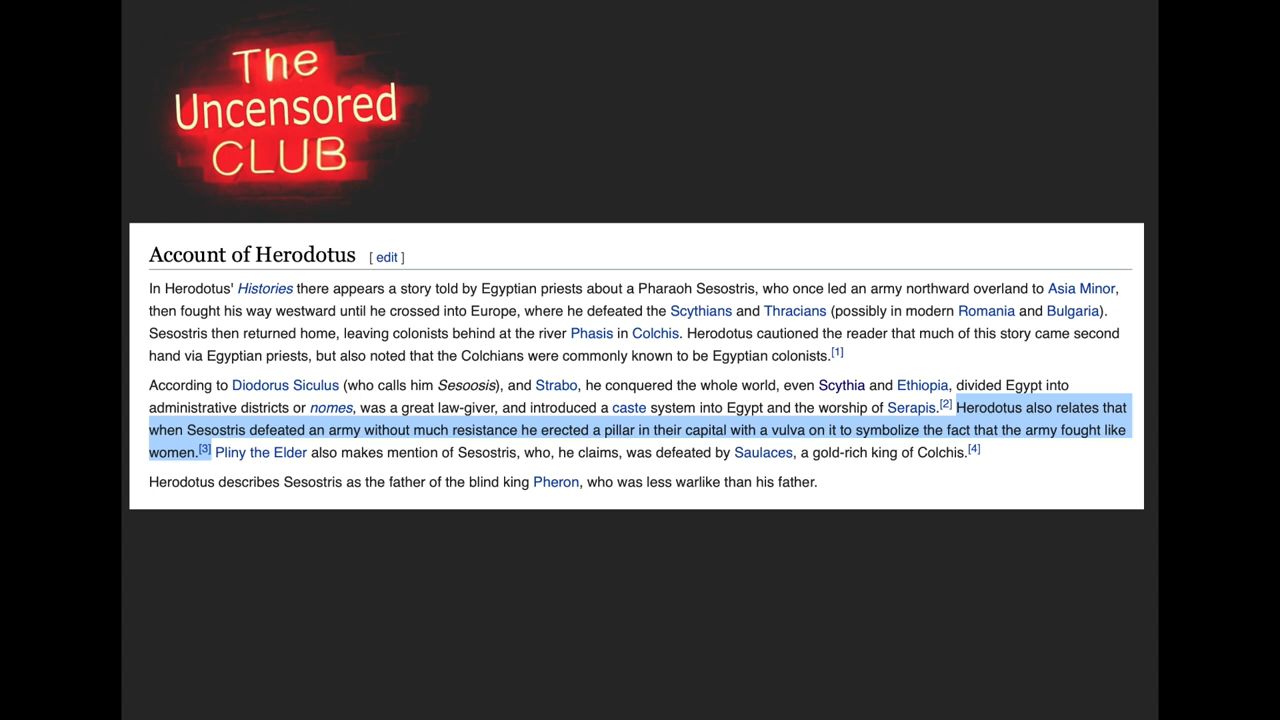 The
Uncensored
CLUB
Account of Herodotus [ edit ]
In Herodotus' Histories there appears a story told by Egyptian priests about a Pharaoh Sesostris, who once led an army northward overland to Asia Minor,
then fought his way westward until he crossed into Europe, where he defeated the Scythians and Thracians (possibly in modern Romania and Bulgaria).
Sesostris then returned home, leaving colonists behind at the river Phasis in Colchis. Herodotus cautioned the reader that much of this story came second
hand via Egyptian priests, but also noted that the Colchians were commonly known to be Egyptian colonists.[1]
According to Diodorus Siculus (who calls him Sesoosis), and Strabo, he conquered the whole world, even Scythia and Ethiopia, divided Egypt into
administrative districts or nomes, was a great law-giver, and introduced a caste system into Egypt and the worship of Serapis.[2] Herodotus also relates that
when Sesostris defeated an army without much resistance he erected a pillar in their capital with a vulva on it to symbolize the fact that the army fought like
women.[3] Pliny the Elder also makes mention of Sesostris, who, he claims, was defeated by Saulaces, a gold-rich king of Colchis.[4]
Herodotus describes Sesostris as the father of the blind king Pheron, who was less warlike than his father.